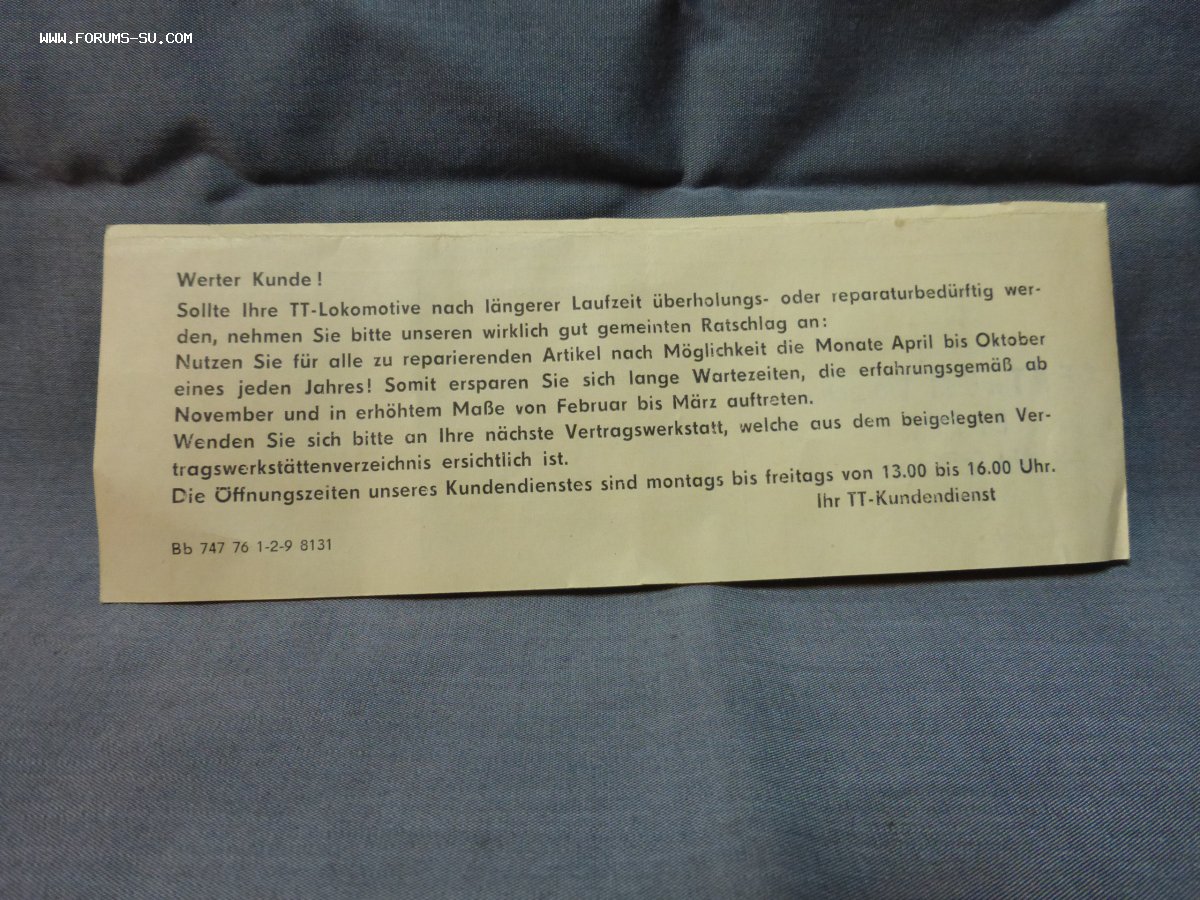 WWW.FORUMS-SU.COM
Werter Kunde!
Sollte Ihre TT-Lokomotive nach längerer Laufzeit überholungs- oder reparaturbedürftig wer-
den, nehmen Sie bitte unseren wirklich gut gemeinten Ratschlag an:
Nutzen Sie für alle zu reparierenden Artikel nach Möglichkeit die Monate April bis Oktober
eines jeden Jahres! Somit ersparen Sie sich lange Wartezeiten, die erfahrungsgemäß ab
November und in erhöhtem Maße von Februar bis März auftreten.
Wenden Sie sich bitte an Ihre nächste Vertragswerkstatt, welche aus dem beigelegten Ver-
tragswerkstättenverzeichnis ersichtlich ist.
Die Öffnungszeiten unseres Kundendienstes sind montags bis freitags von 13.00 bis 16.00 Uhr.
Ihr TT-Kundendienst
Bb 747 76 1-2-9 8131